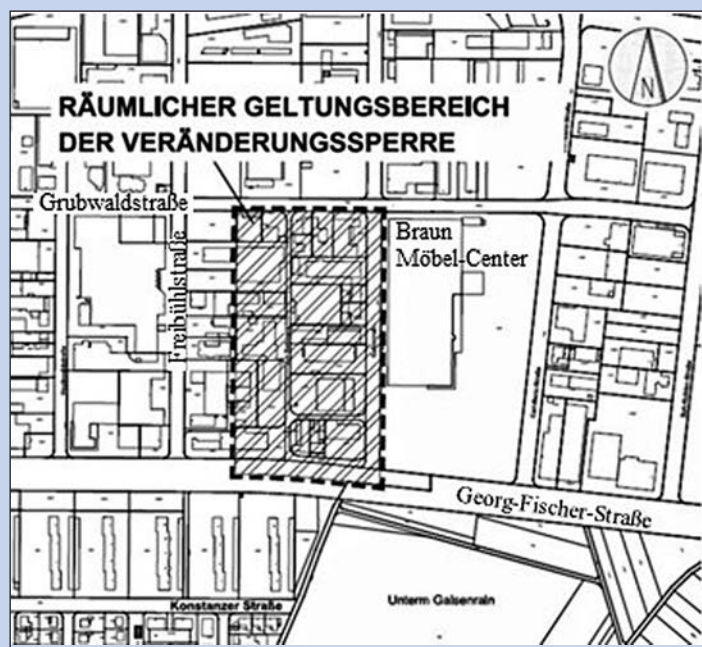 N
RÄUMLICHER GELTUNGSBEREICH
DER VERÄNDERUNGSSPERRE
Grubwaldstraße
Freibühlstraße
Braun
Möbel-Center
Georg-Fischer-Straße
Konstanzer Straße
Unterm Galsenrain